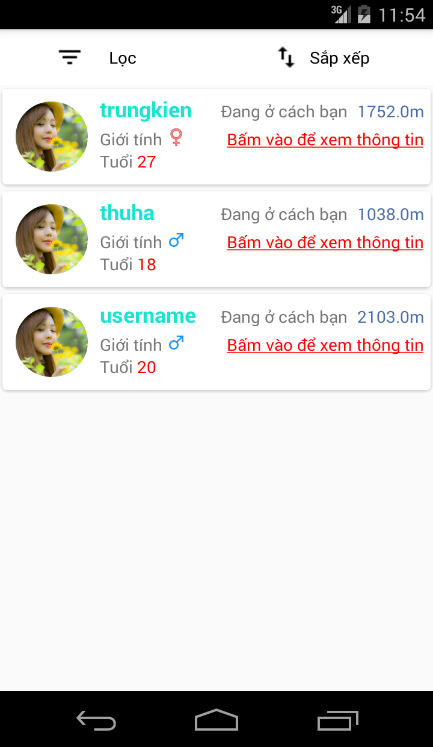 3G 11:54
Lọc Sắp xếp
trungkien Đang ở cách bạn 1752.0m
Giới tính Bấm vào để xem thông tin
Tuổi 27
thuha Đang ở cách bạn 1038.0m
Giới tính Bấm vào để xem thông tin
Tuổi 18
username Đang ở cách bạn 2103.0m
Giới tính Bấm vào để xem thông tin
Tuổi 20